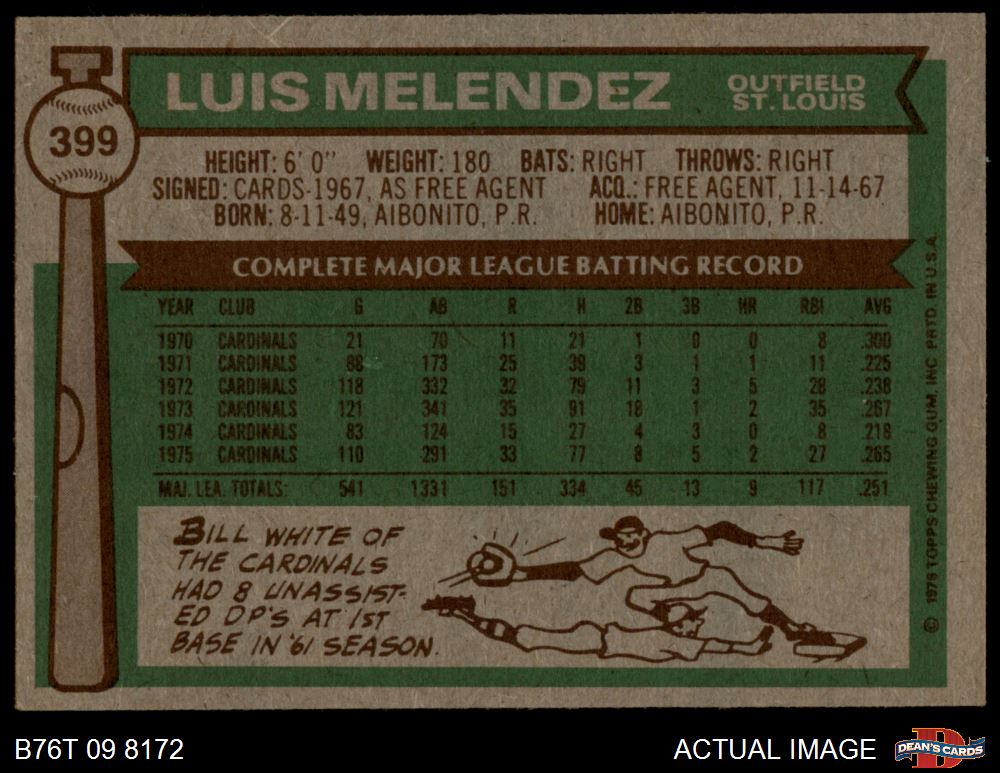 399
LUIS MELENDEZ
OUTFIELD
ST. LOUIS
HEIGHT: 6' 0" WEIGHT: 180 BATS: RIGHT THROWS: RIGHT
SIGNED: CARDS-1967, AS FREE AGENT ACQ.: FREE AGENT, 11-14-67
BORN: 8-11-49, AIBONITO, P.R. HOME: AIBONITO, P.R.
COMPLETE MAJOR LEAGUE BATTING RECORD
YEAR CLUB G AB R H 2B 3B HR RBI AVG
1970 CARDINALS 21 70 11 21 1 0 0 8 .300
1971 CARDINALS 88 173 25 39 3 1 1 11 .225
1972 CARDINALS 118 332 32 79 11 3 5 28 .238
1973 CARDINALS 121 341 35 91 18 1 2 35 .267
1974 CARDINALS 83 124 15 27 4 3 0 8 .218
1975 CARDINALS 110 291 33 77 8 5 2 27 .265
MAJ. LEA. TOTALS: 541 1331 151 334 45 13 9 117 .251
BILL WHITE OF
THE CARDINALS
HAD 8 UNASSIST-
ED DP'S AT 1ST
BASE IN '61 SEASON.
© 1976 TOPPS CHEWING GUM, INC. PRTD. IN U.S.A.
B76T 09 8172
ACTUAL IMAGE
D
DEAN'S CARDS